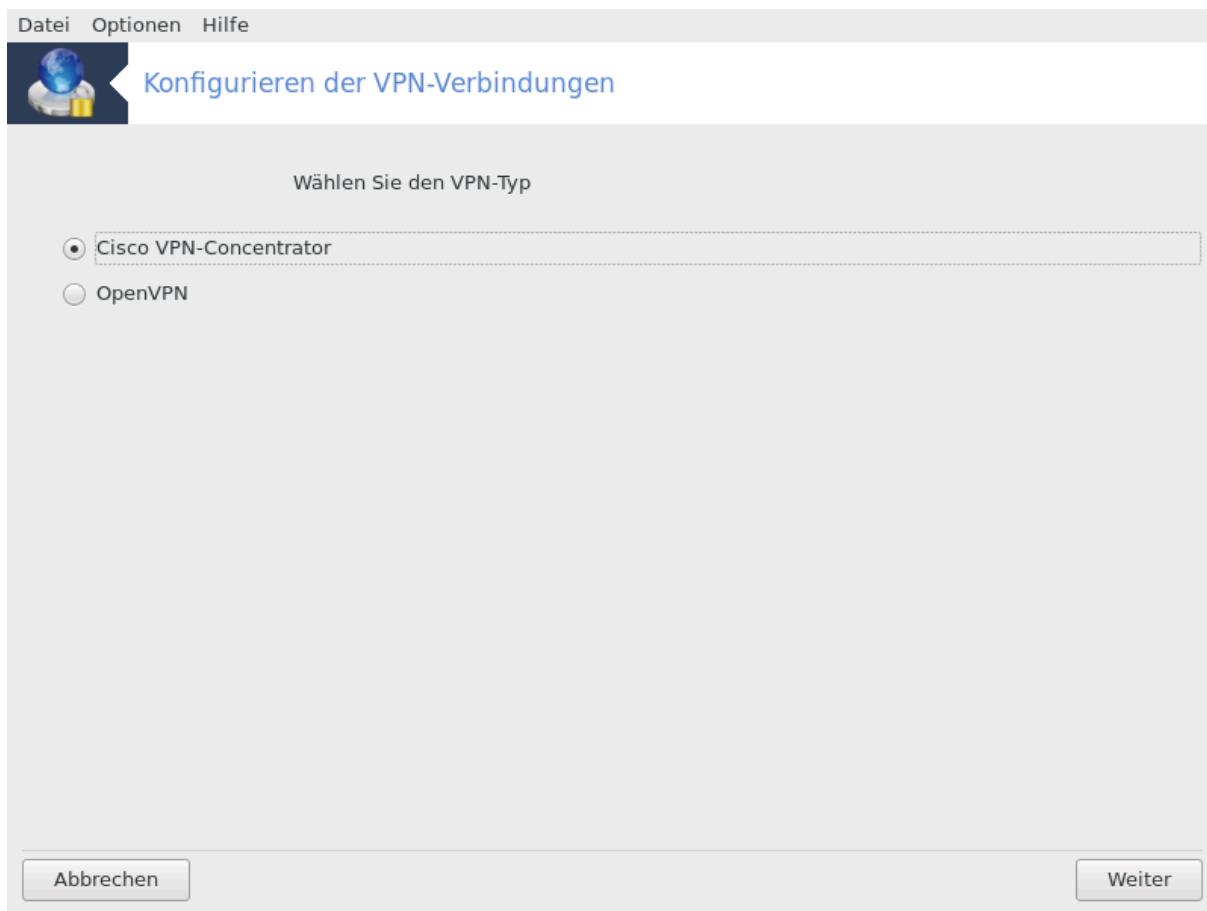 Datei Optionen Hilfe
Konfigurieren der VPN-Verbindungen
Wählen Sie den VPN-Typ
Cisco VPN-Concentrator
OpenVPN
Abbrechen Weiter